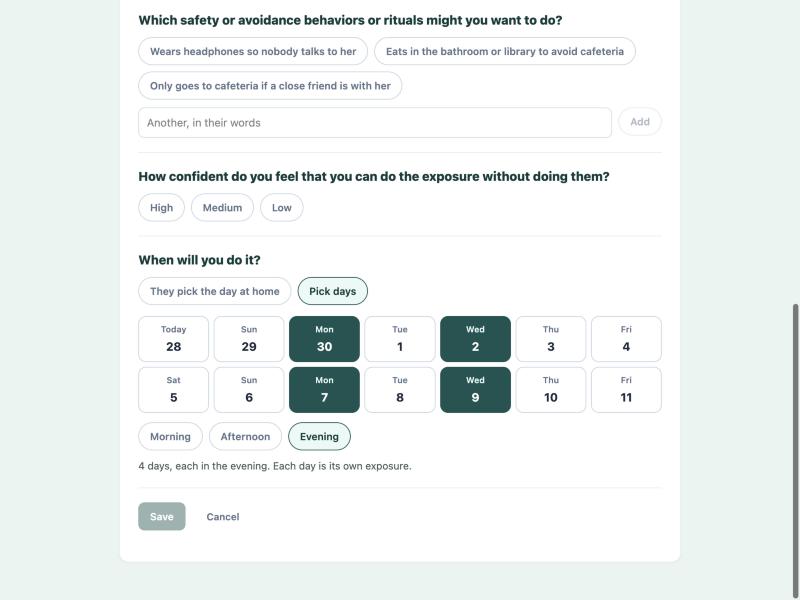 Which safety or avoidance behaviors or rituals might you want to do?
Wears headphones so nobody talks to her
Eats in the bathroom or library to avoid cafeteria
Only goes to cafeteria if a close friend is with her
Another, in their words
Add
How confident do you feel that you can do the exposure without doing them?
High
Medium
Low
When will you do it?
They pick the day at home
Pick days
Today Sun Mon Tue Wed Thu Fri
28 29 30 1 2 3 4
Sat Sun Mon Tue Wed Thu Fri
5 6 7 8 9 10 11
Morning
Afternoon
Evening
4 days, each in the evening. Each day is its own exposure.
Save
Cancel